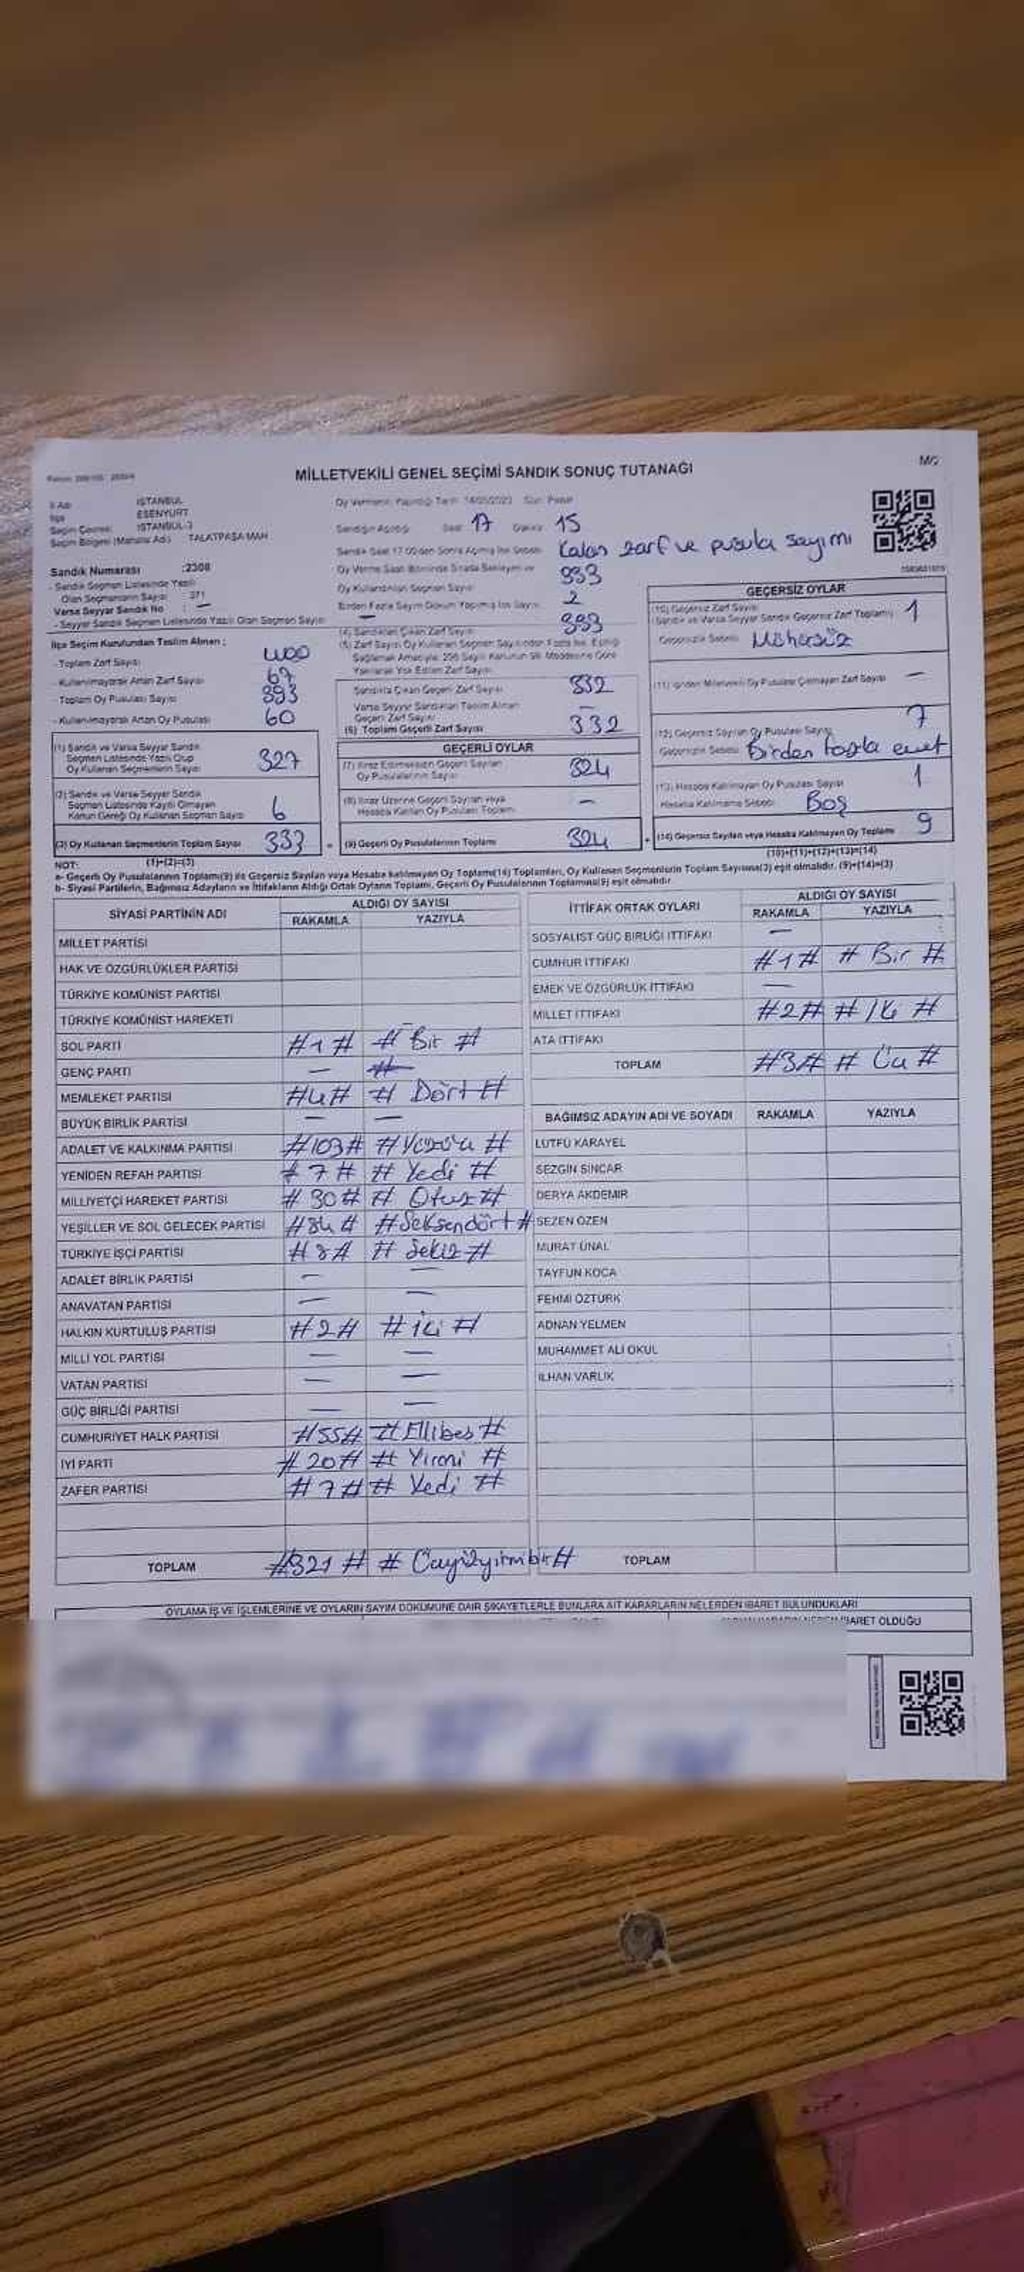 MİLLETVEKİLİ GENEL SEÇİMİ SANDIK SONUÇ TUTANAĞI
İl Adı İSTANBUL
İlçe ESENYURT
Seçim Çevresi İSTANBUL-3
Seçim Bölgesi (Mahalle Adı) TALATPAŞA MAH
Oy Vermenin Yapıldığı Tarih 14/05/2023 Gün Pazar
Sandığın Açıldığı Saat 17 Dakika 15
Sandık Saat 17.00'den Sonra Açılmış İse Sebebi Kalan zarf ve pusula sayımı
Sandık Numarası :2308
- Sandık Seçmen Listesinde Yazılı
Olan Seçmenlerin Sayısı 371
Varsa Seyyar Sandık No : —
- Seyyar Sandık Seçmen Listesinde Yazılı Olan Seçmen Sayısı —
Oy Verme Saati Bitiminde Sırada Bekleyen ve
Oy Kullandırılan Seçmen Sayısı 333
Birden Fazla Sayım Döküm Yapılmış İse Sayısı 2
İlçe Seçim Kurulundan Teslim Alınan ;
- Toplam Zarf Sayısı 400
- Kullanılmayarak Artan Zarf Sayısı 67
- Toplam Oy Pusulası Sayısı 393
- Kullanılmayarak Artan Oy Pusulası 60
(4) Sandıktan Çıkan Zarf Sayısı 333
(5) Zarf Sayısı Oy Kullanan Seçmen Sayısından Fazla İse, Eşitliği
Sağlamak Amacıyla, 298 Sayılı Kanunun 98. Maddesine Göre
Yakılarak Yok Edilen Zarf Sayısı
Sandıkta Çıkan Geçerli Zarf Sayısı 332
Varsa Seyyar Sandıktan Teslim Alınan
Geçerli Zarf Sayısı —
(6) Toplam Geçerli Zarf Sayısı 332
(1) Sandık ve Varsa Seyyar Sandık
Seçmen Listesinde Yazılı Olup
Oy Kullanan Seçmenlerin Sayısı 327
(2) Sandık ve Varsa Seyyar Sandık
Seçmen Listesinde Kayıtlı Olmayan
Kanun Gereği Oy Kullanan Seçmen Sayısı 6
(3) Oy Kullanan Seçmenlerin Toplam Sayısı 333
GEÇERLİ OYLAR
(7) İtiraz Edilmeksizin Geçerli Sayılan
Oy Pusulalarının Sayısı 324
(8) İtiraz Üzerine Geçerli Sayılan veya
Hesaba Katılan Oy Pusulası Toplamı —
(9) Geçerli Oy Pusulalarının Toplamı 324
GEÇERSİZ OYLAR
(10) Geçersiz Zarf Sayısı
(Sandık ve Varsa Seyyar Sandık Geçersiz Zarf Toplamı) 1
Geçersizlik Sebebi Mühürsüz
(11) İçinden Milletvekili Oy Pusulası Çıkmayan Zarf Sayısı —
(12) Geçersiz Sayılan Oy Pusulası Sayısı 7
Geçersizlik Sebebi Birden fazla evet
(13) Hesaba Katılmayan Oy Pusulası Sayısı 1
Hesaba Katılmama Sebebi Boş
(14) Geçersiz Sayılan veya Hesaba Katılmayan Oy Toplamı 9
NOT: (1)+(2)=(3) (10)+(11)+(12)+(13)=(14)
a- Geçerli Oy Pusulalarının Toplamı(9) ile Geçersiz Sayılan veya Hesaba katılmayan Oy Toplamı(14) Toplamları, Oy Kullanan Seçmenlerin Toplam Sayısına(3) eşit olmalıdır. (9)+(14)=(3)
b- Siyasi Partilerin, Bağımsız Adayların ve İttifakların Aldığı Ortak Oyların Toplamı, Geçerli Oy Pusulalarının Toplamına(9) eşit olmalıdır
SİYASİ PARTİNİN ADI ALDIĞI OY SAYISI
RAKAMLA YAZIYLA
MİLLET PARTİSİ
HAK VE ÖZGÜRLÜKLER PARTİSİ
TÜRKİYE KOMÜNİST PARTİSİ
TÜRKİYE KOMÜNİST HAREKETİ
SOL PARTİ #1# # Bir #
GENÇ PARTİ —
MEMLEKET PARTİSİ #4# # Dört #
BÜYÜK BİRLİK PARTİSİ — —
ADALET VE KALKINMA PARTİSİ #103# #Yüzüç #
YENİDEN REFAH PARTİSİ # 7 # # Yedi #
MİLLİYETÇİ HAREKET PARTİSİ # 30# # Otuz #
YEŞİLLER VE SOL GELECEK PARTİSİ #84 # #Seksendört #
TÜRKİYE İŞÇİ PARTİSİ #8# # Sekiz #
ADALET BİRLİK PARTİSİ — —
ANAVATAN PARTİSİ — —
HALKIN KURTULUŞ PARTİSİ #2# # iki #
MİLLİ YOL PARTİSİ — —
VATAN PARTİSİ — —
GÜÇ BİRLİĞİ PARTİSİ — —
CUMHURİYET HALK PARTİSİ #55# # Ellibeş #
İYİ PARTİ # 20# # Yirmi #
ZAFER PARTİSİ #7# # Yedi #
TOPLAM #321 # # Üçyüzyirmibir#
İTTİFAK ORTAK OYLARI ALDIĞI OY SAYISI
RAKAMLA YAZIYLA
SOSYALİST GÜÇ BİRLİĞİ İTTİFAKI —
CUMHUR İTTİFAKI #1# # Bir #
EMEK VE ÖZGÜRLÜK İTTİFAKI —
MİLLET İTTİFAKI #2# # İki #
ATA İTTİFAKI
TOPLAM #3# # Üç #
BAĞIMSIZ ADAYIN ADI VE SOYADI RAKAMLA YAZIYLA
LÜTFÜ KARAYEL
SEZGİN SİNCAR
DERYA AKDEMİR
SEZEN ÖZEN
MURAT ÜNAL
TAYFUN KOCA
FEHMİ ÖZTÜRK
ADNAN YELMEN
MUHAMMET ALİ OKUL
İLHAN VARLIK
TOPLAM
OYLAMA İŞ VE İŞLEMLERİNE VE OYLARIN SAYIM DÖKÜMÜNE DAİR ŞİKAYETLERLE BUNLARA AİT KARARLARIN NELERDEN İBARET BULUNDUKLARI
İBARET OLDUĞU